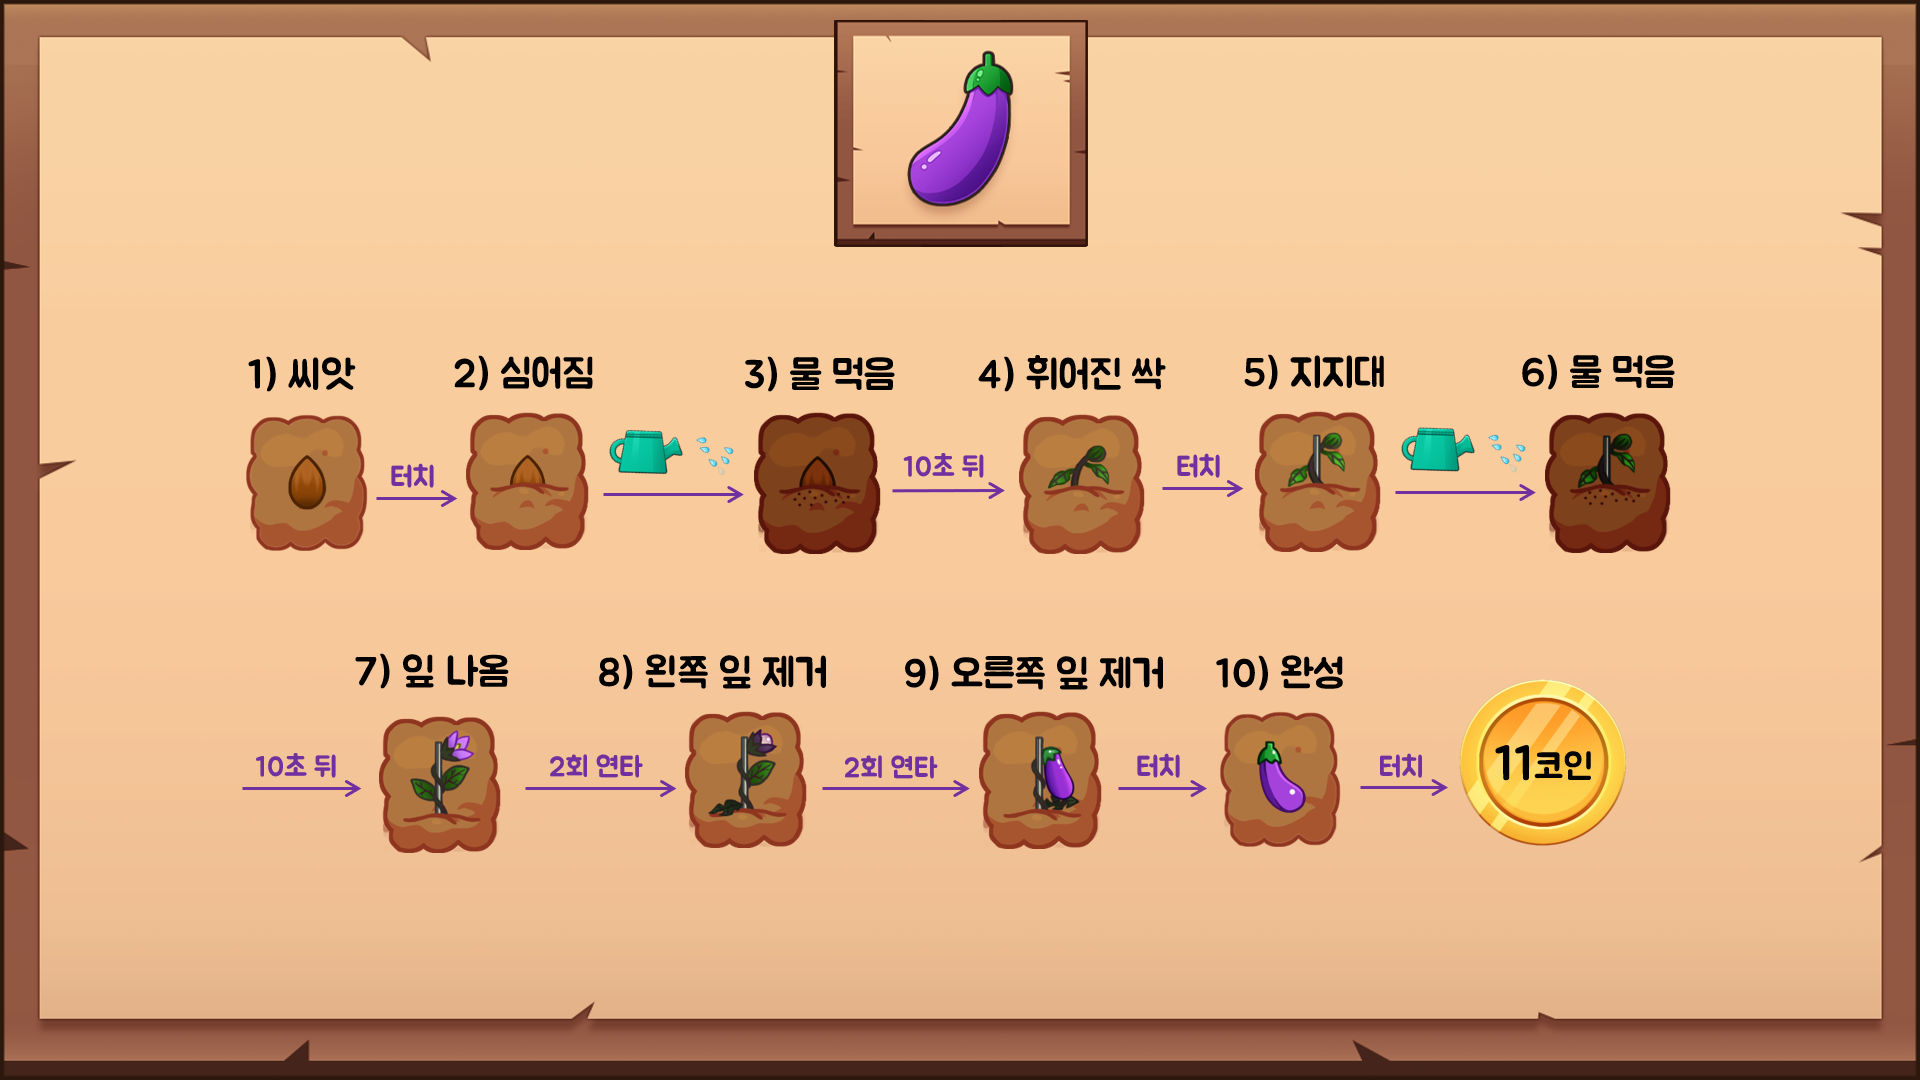 1) 씨앗
2) 심어짐
3) 물 먹음
4) 휘어진 싹
5) 지지대
6) 물 먹음
터치
10초 뒤
터치
7) 잎 나옴
8) 왼쪽 잎 제거
9) 오른쪽 잎 제거
10) 완성
10초 뒤
2회 연타
2회 연타
터치
터치
11코인